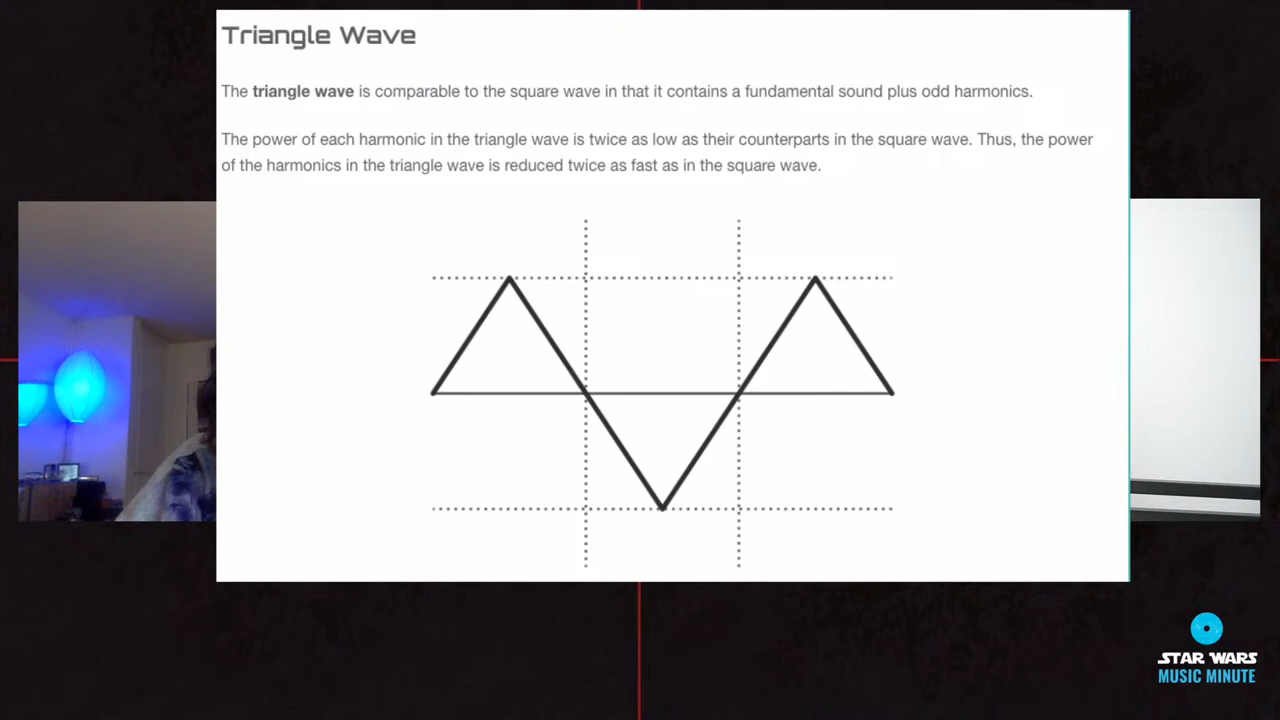 Triangle Wave
The triangle wave is comparable to the square wave in that it contains a fundamental sound plus odd harmonics.
The power of each harmonic in the triangle wave is twice as low as their counterparts in the square wave. Thus, the power
of the harmonics in the triangle wave is reduced twice as fast as in the square wave.
STAR WARS
MUSIC MINUTE